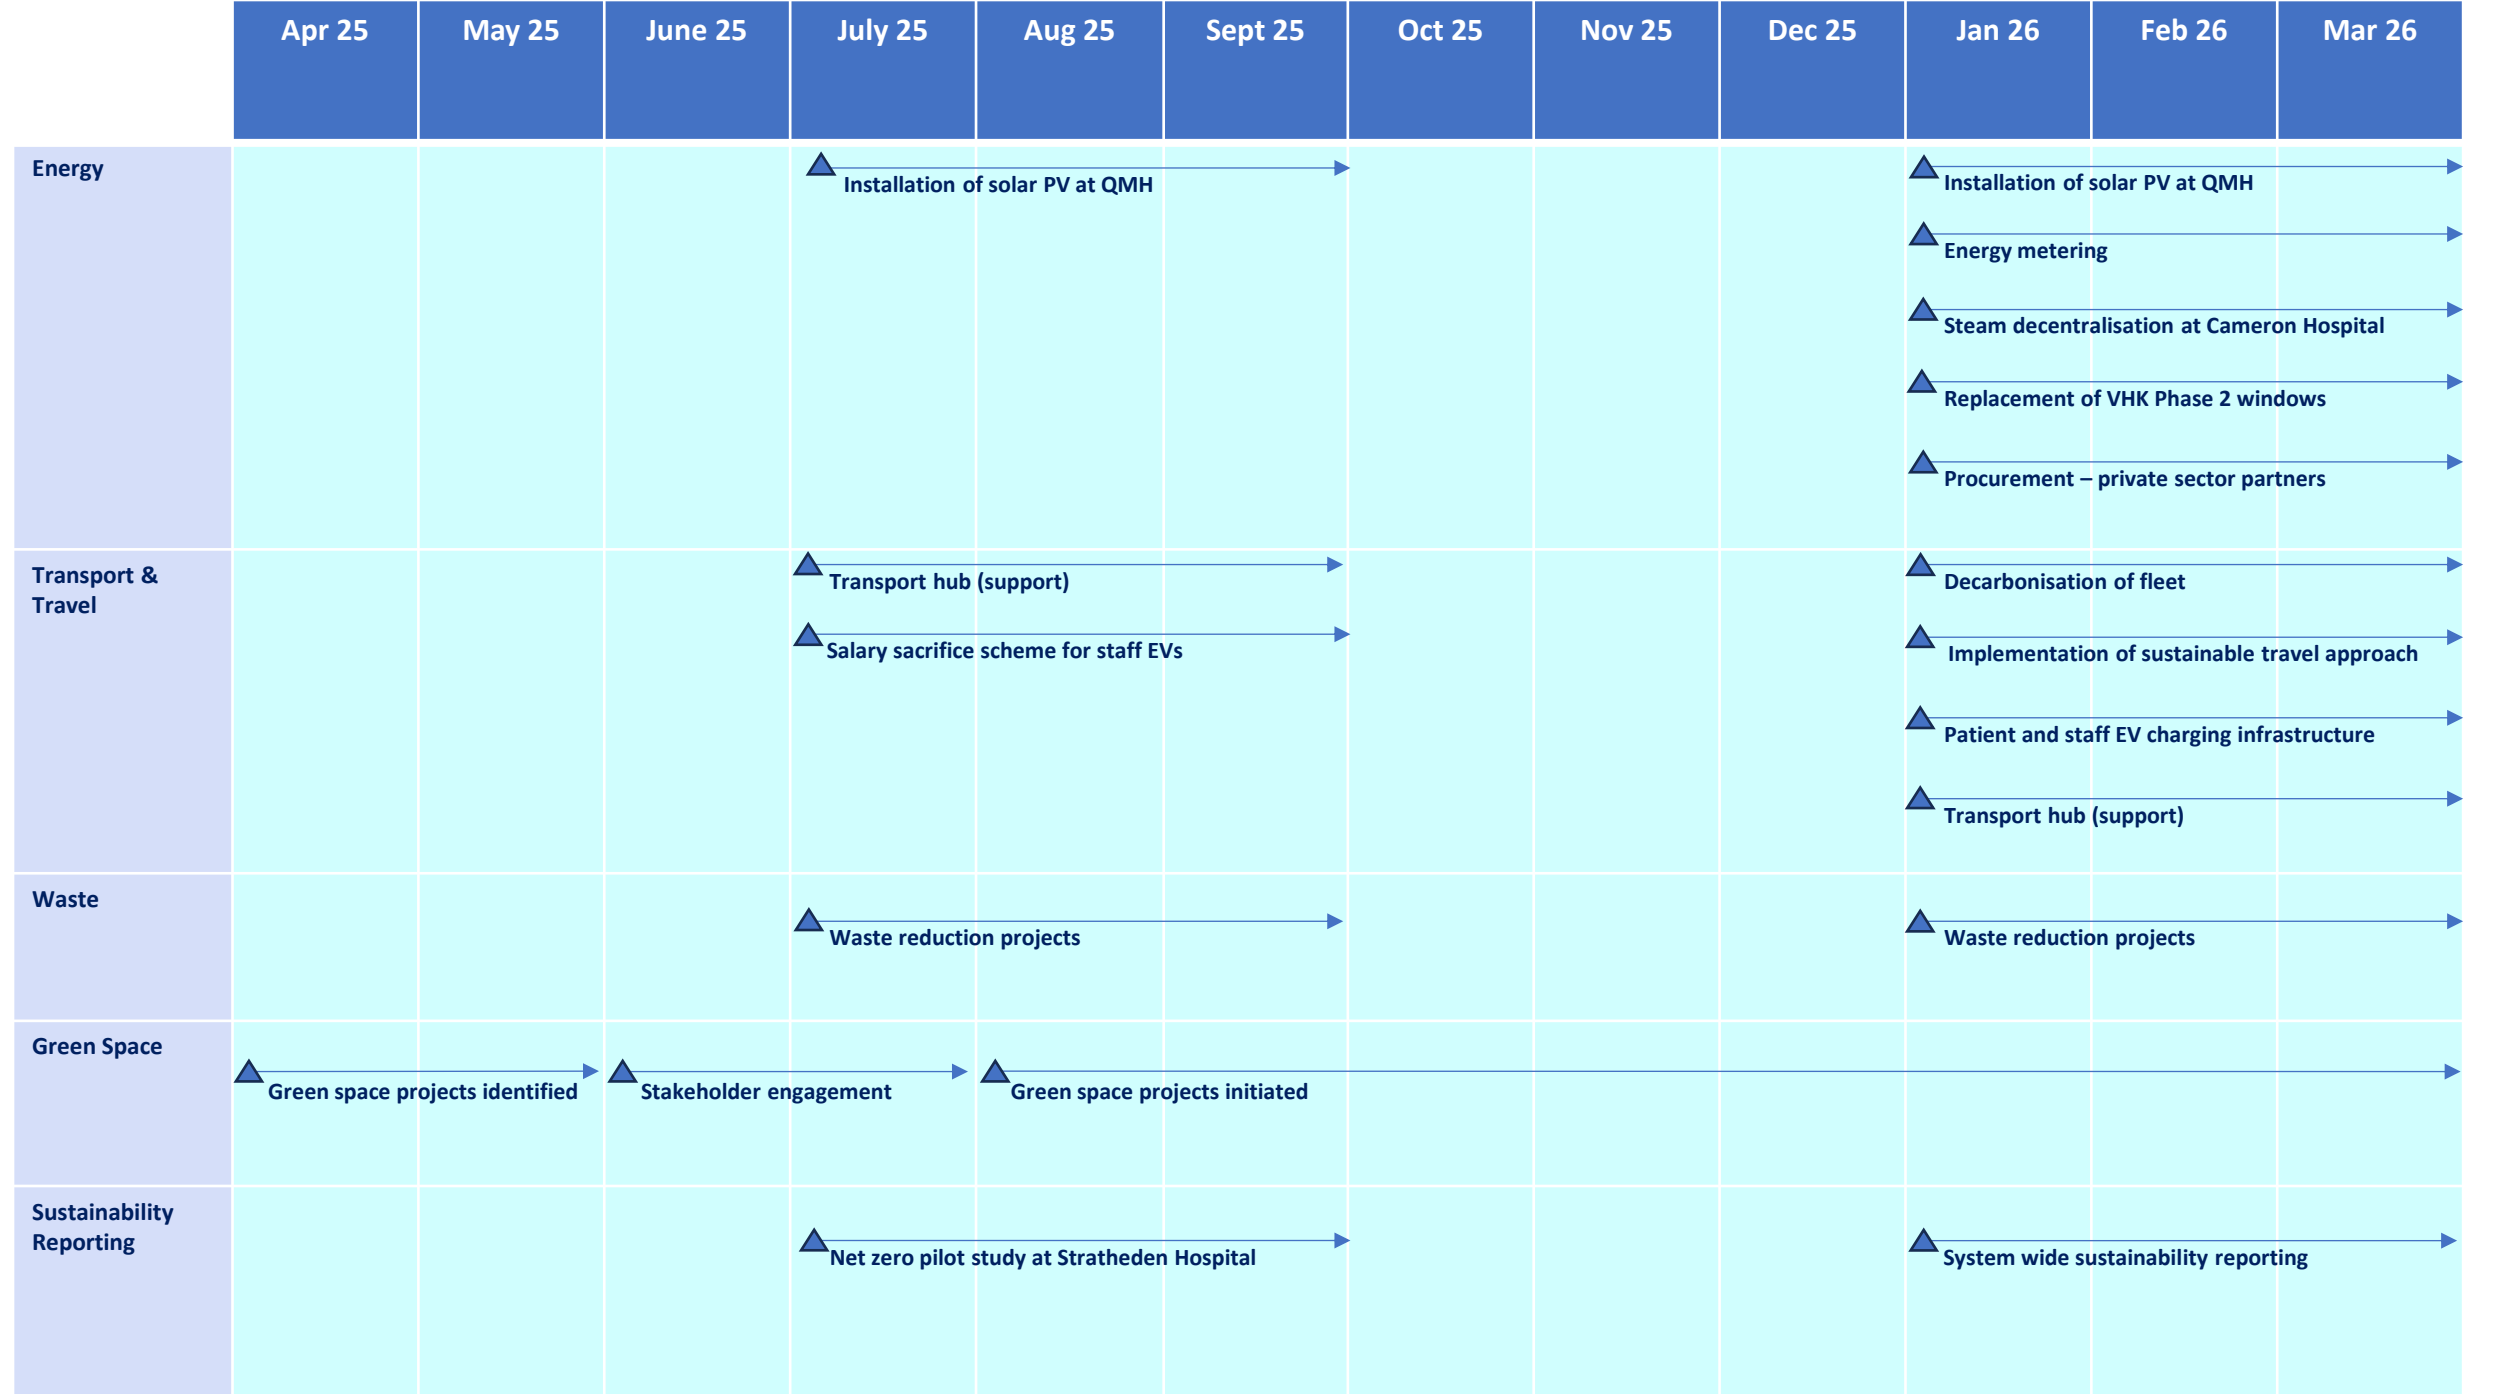 Apr 25
May 25
June 25
July 25
Aug 25
Sept 25
Oct 25
Nov 25
Dec 25
Jan 26
Feb 26
Mar 26
Energy
Installation of solar PV at QMH
Installation of solar PV at QMH
Energy metering
Steam decentralisation at Cameron Hospital
Replacement of VHK Phase 2 windows
Procurement – private sector partners
Transport &
Travel
Transport hub (support)
Salary sacrifice scheme for staff EVs
Decarbonisation of fleet
Implementation of sustainable travel approach
Patient and staff EV charging infrastructure
Transport hub (support)
Waste
Waste reduction projects
Waste reduction projects
Green Space
Green space projects identified
Stakeholder engagement
Green space projects initiated
Sustainability
Reporting
Net zero pilot study at Stratheden Hospital
System wide sustainability reporting